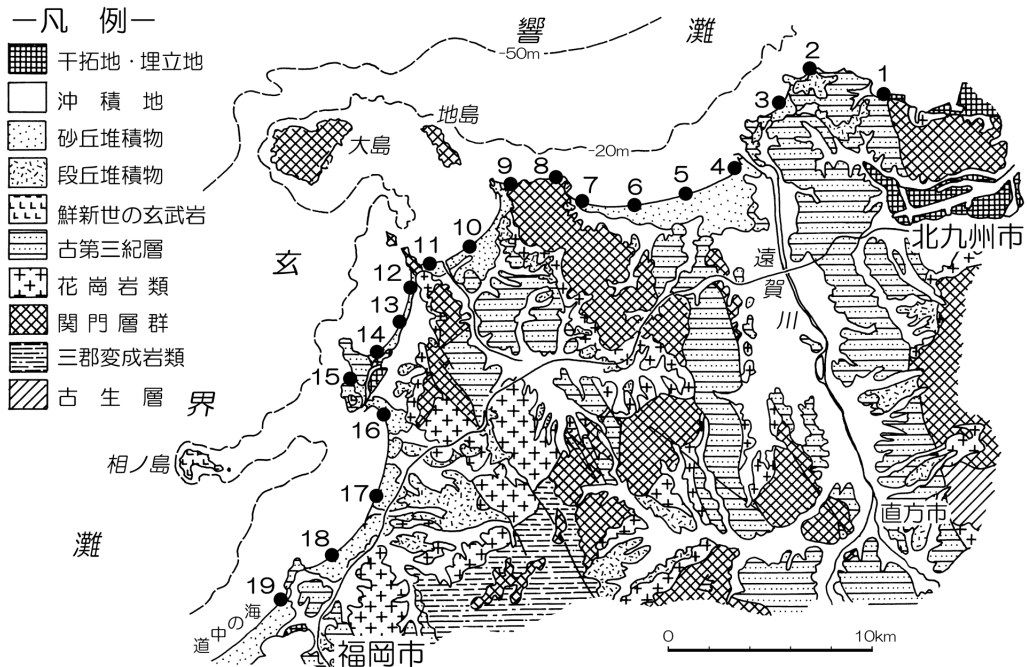 ―凡 例―
干拓地・埋立地
沖積地
砂丘堆積物
段丘堆積物
鮮新世の玄武岩
古第三紀層
花崗岩類
関門層群
三郡変成岩類
古生層
響灘
-50m
-20m
地島
大島
玄界灘
相ノ島
海の中道
遠賀川
北九州市
直方市
福岡市
1
2
3
4
5
6
7
8
9
10
11
12
13
14
15
16
17
18
19
0 10km